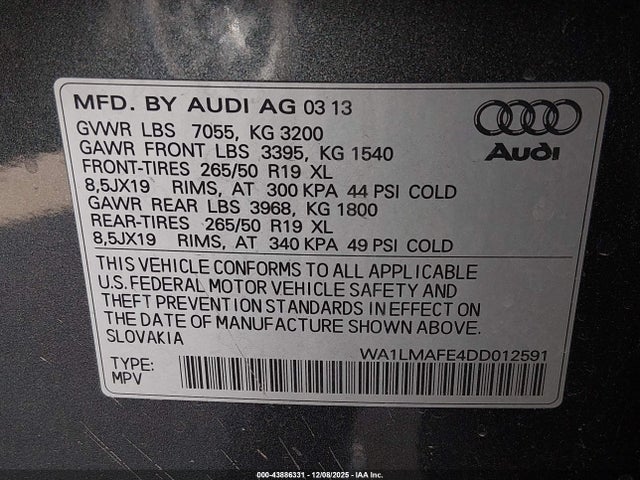 MFD. BY AUDI AG 03 13
GVWR LBS 7055, KG 3200
GAWR FRONT LBS 3395, KG 1540
FRONT-TIRES 265/50 R19 XL
8,5JX19 RIMS, AT 300 KPA 44 PSI COLD
GAWR REAR LBS 3968, KG 1800
REAR-TIRES 265/50 R19 XL
8,5JX19 RIMS, AT 340 KPA 49 PSI COLD
Audi
THIS VEHICLE CONFORMS TO ALL APPLICABLE
U.S. FEDERAL MOTOR VEHICLE SAFETY AND
THEFT PREVENTION STANDARDS IN EFFECT ON
THE DATE OF MANUFACTURE SHOWN ABOVE.
SLOVAKIA
WA1LMAFE4DD012591
TYPE:
MPV
000-43886331 - 12/08/2025 - IAA Inc.